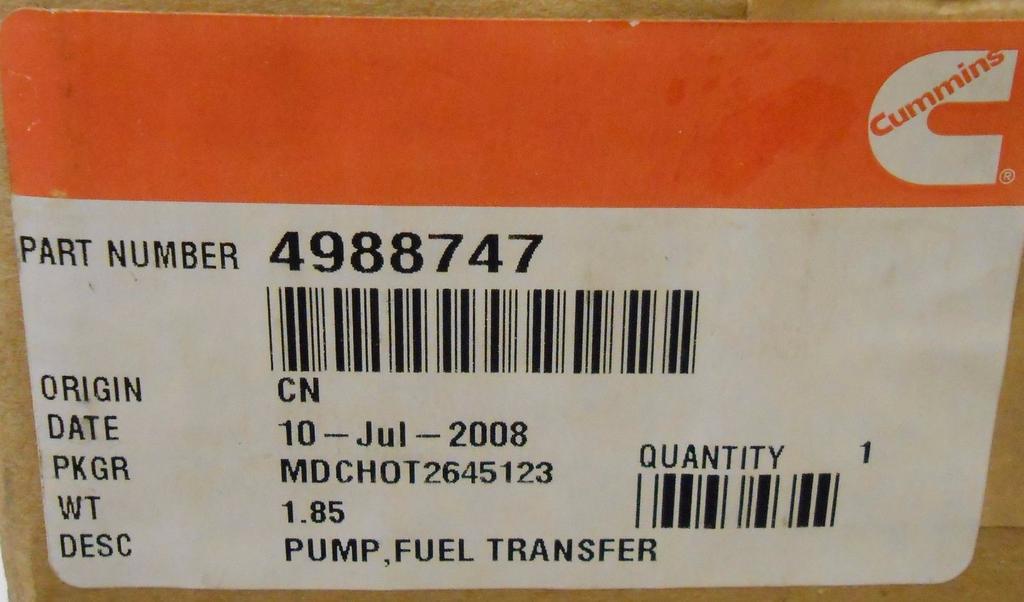 Cummins
®
PART NUMBER 4988747
ORIGIN CN
DATE 10-Jul-2008
PKGR MDCHOT2645123
QUANTITY 1
WT 1.85
DESC PUMP,FUEL TRANSFER